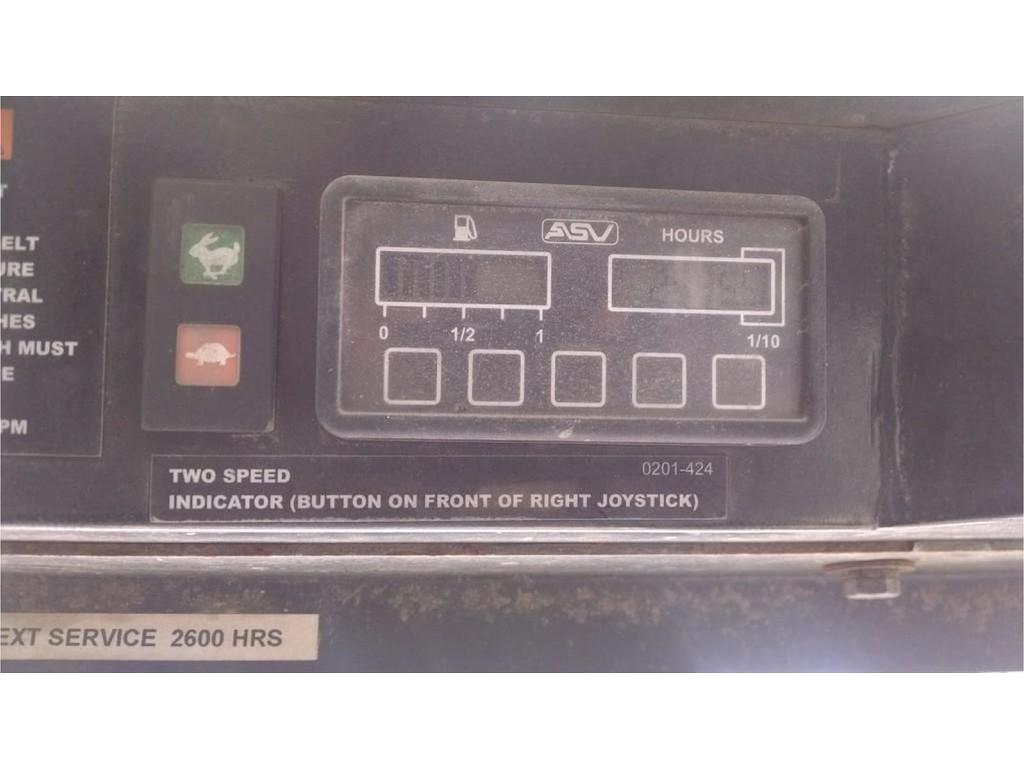 T
ELT
URE
TRAL
HES
H MUST
E
PM
ASV
HOURS
0 1/2 1
1/10
TWO SPEED
0201-424
INDICATOR (BUTTON ON FRONT OF RIGHT JOYSTICK)
EXT SERVICE 2600 HRS